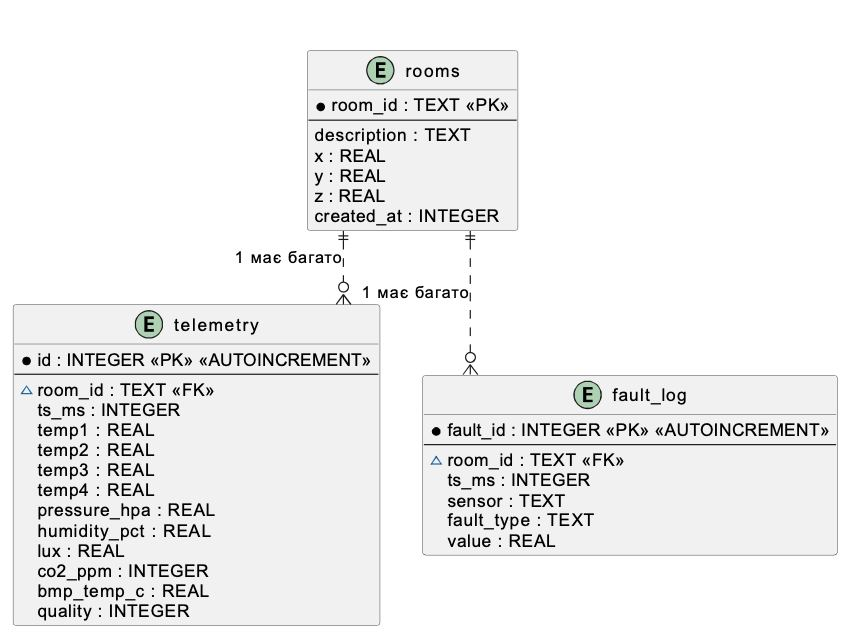 E rooms
room_id : TEXT «PK»
description : TEXT
x : REAL
y : REAL
z : REAL
created_at : INTEGER
1 має багато
1 має багато
E telemetry
id : INTEGER «PK» «AUTOINCREMENT»
room_id : TEXT «FK»
ts_ms : INTEGER
temp1 : REAL
temp2 : REAL
temp3 : REAL
temp4 : REAL
pressure_hpa : REAL
humidity_pct : REAL
lux : REAL
co2_ppm : INTEGER
bmp_temp_c : REAL
quality : INTEGER
E fault_log
fault_id : INTEGER «PK» «AUTOINCREMENT»
room_id : TEXT «FK»
ts_ms : INTEGER
sensor : TEXT
fault_type : TEXT
value : REAL